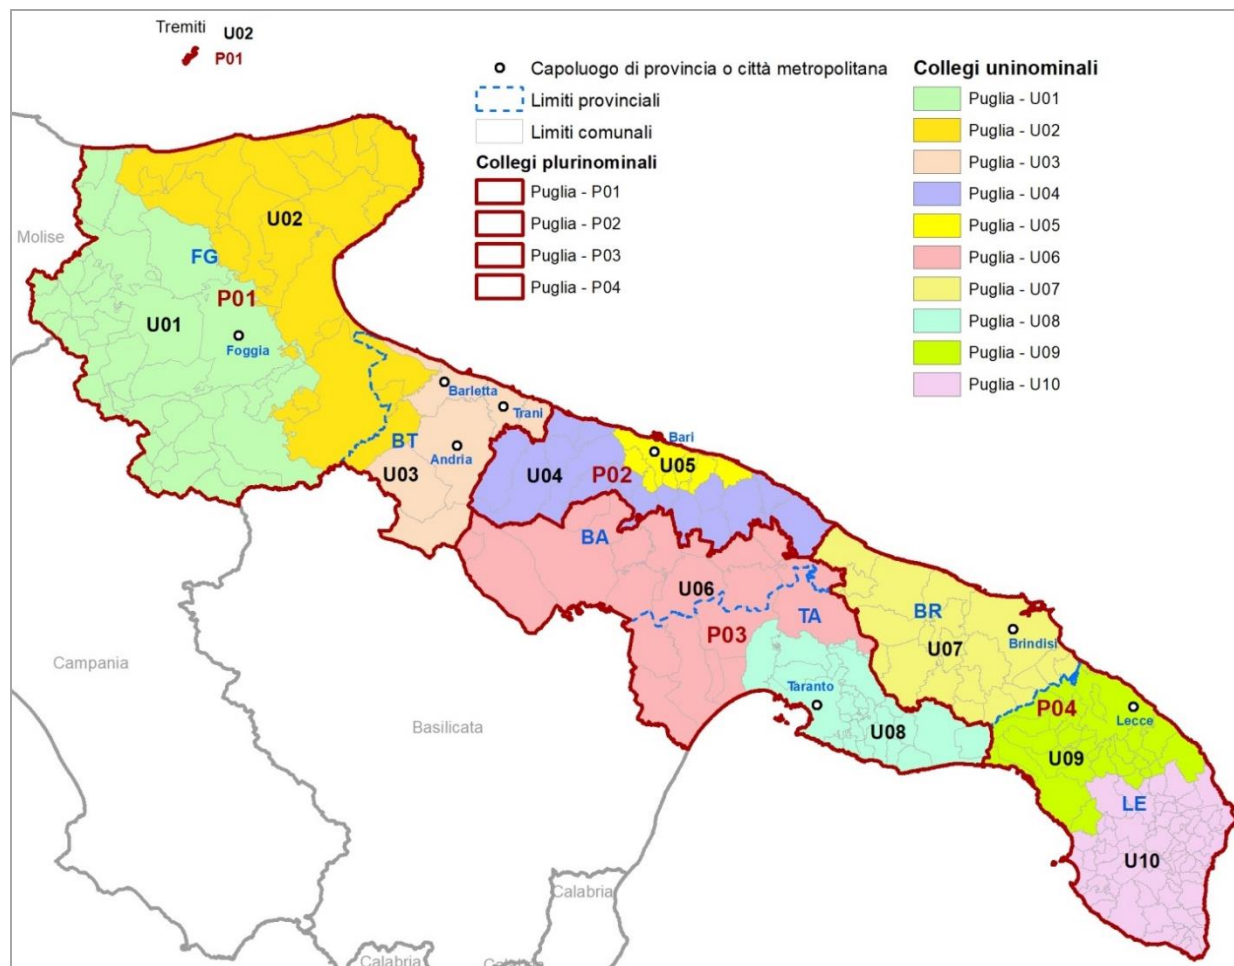 Tremiti
U02
P01
Capoluogo di provincia o città metropolitana
Limiti provinciali
Limiti comunali
Collegi plurinominali
Puglia - P01
Puglia - P02
Puglia - P03
Puglia - P04
Collegi uninominali
Puglia - U01
Puglia - U02
Puglia - U03
Puglia - U04
Puglia - U05
Puglia - U06
Puglia - U07
Puglia - U08
Puglia - U09
Puglia - U10
Molise
U02
FG
P01
U01
Foggia
Barletta
Trani
BT
Andria
U03
Bari
U05
U04
P02
BA
U06
TA
P03
BR
U07
Brindisi
Campania
Basilicata
Taranto
U08
P04
Lecce
U09
LE
U10
Calabria
Calabria